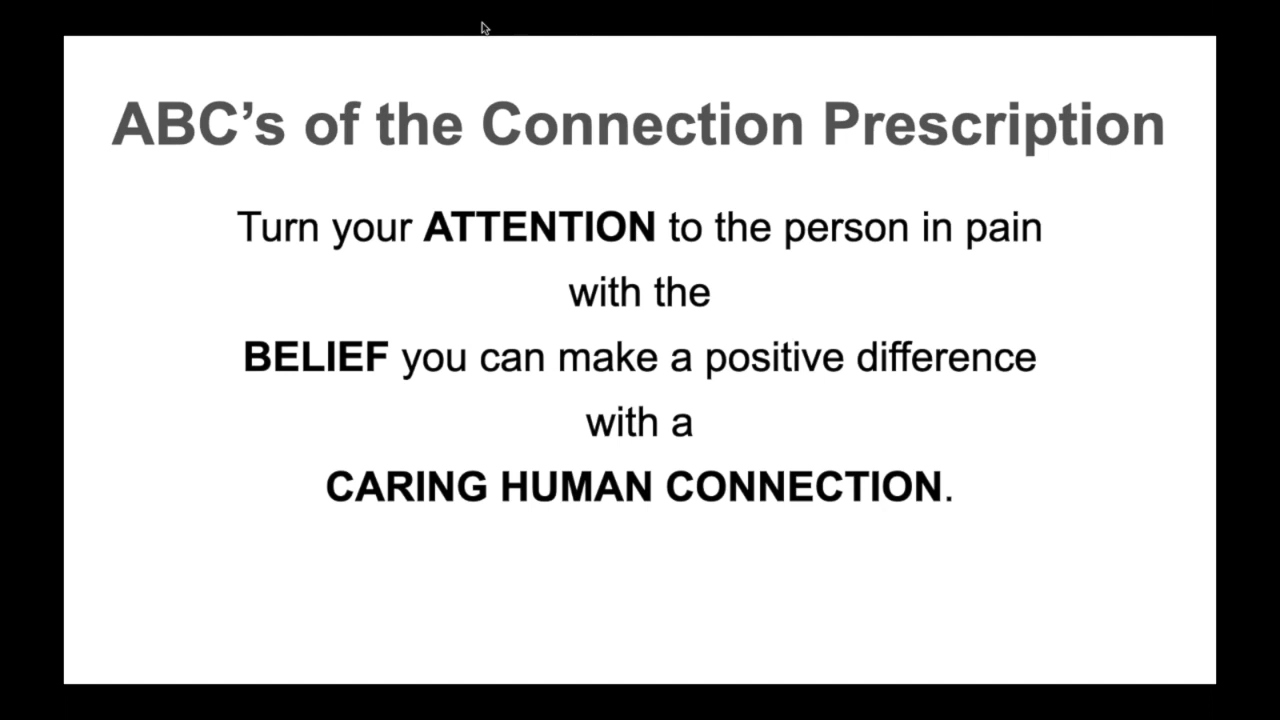 ABC’s of the Connection Prescription
Turn your ATTENTION to the person in pain
with the
BELIEF you can make a positive difference
with a
CARING HUMAN CONNECTION.